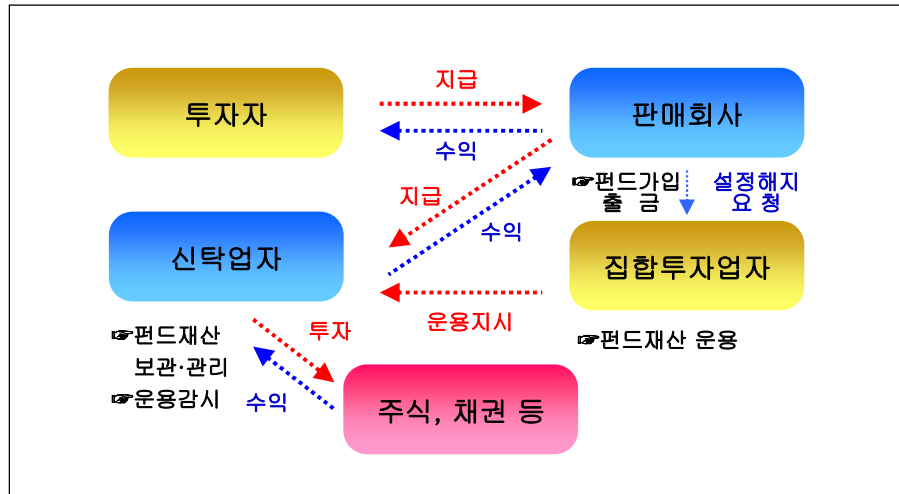 지급
투자자
판매회사
수익
☞펀드가입
출 금
설정해지
요 청
지급
수익
신탁업자
집합투자업자
운용지시
☞펀드재산
보관·관리
☞운용감시
투자
수익
☞펀드재산 운용
주식, 채권 등